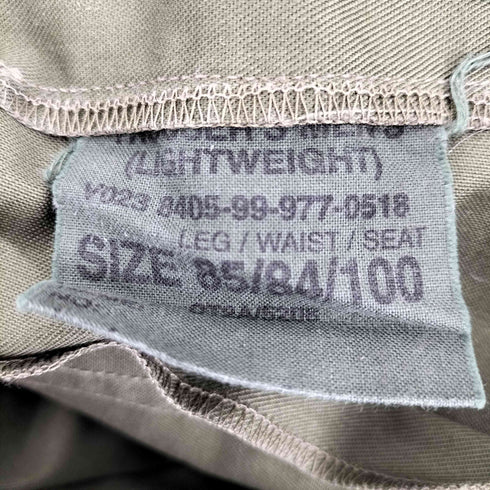 (LIGHTWEIGHT)
V023 8405-99-977-0518
LEG / WAIST / SEAT
SIZE 85/84/100